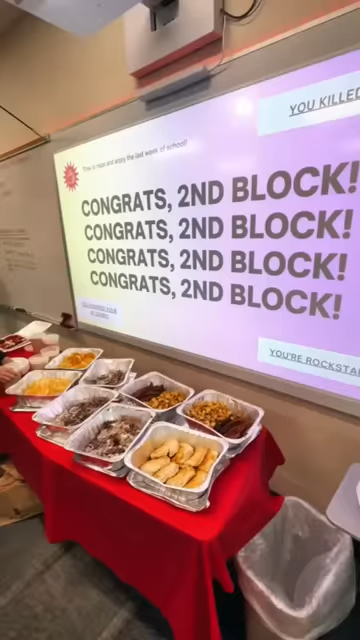 YOU KILLED
Time to relax and enjoy the last week of school!
CONGRATS, 2ND BLOCK!
CONGRATS, 2ND BLOCK!
CONGRATS, 2ND BLOCK!
CONGRATS, 2ND BLOCK!
YOU'RE ROCKSTA